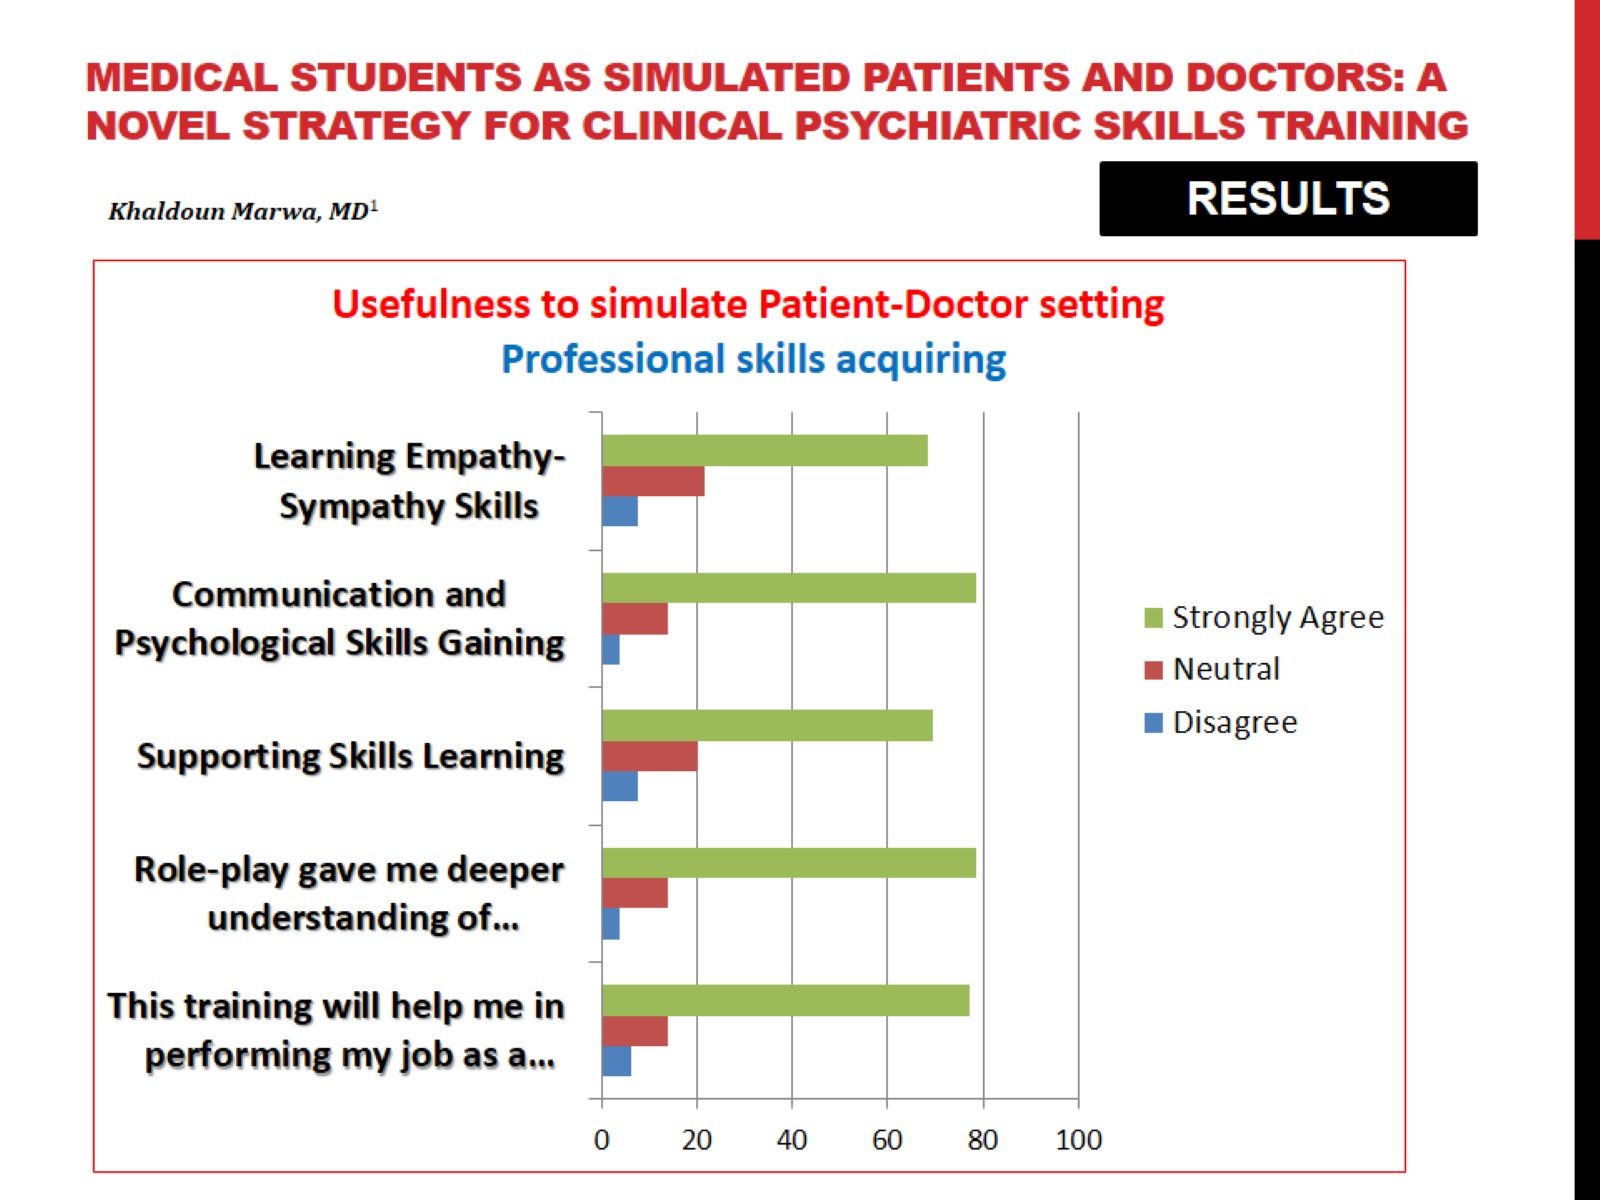 MEDICAL STUDENTS AS SIMULATED PATIENTS AND DOCTORS: A
NOVEL STRATEGY FOR CLINICAL PSYCHIATRIC SKILLS TRAINING
Khaldoun Marwa, MD¹
RESULTS
Usefulness to simulate Patient-Doctor setting
Professional skills acquiring
Learning Empathy-
Sympathy Skills
Communication and
Psychological Skills Gaining
Supporting Skills Learning
Role-play gave me deeper
understanding of...
This training will help me in
performing my job as a...
0 20 40 60 80 100
Strongly Agree
Neutral
Disagree